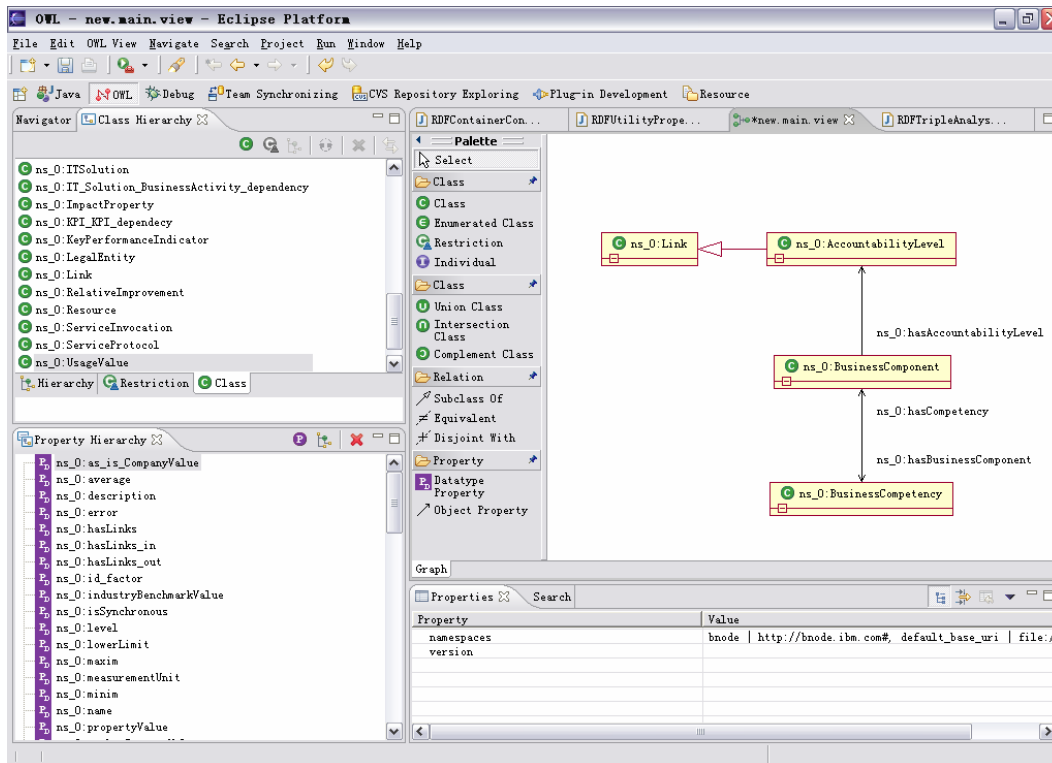 OWL - new.main.view - Eclipse Platform
File Edit OWL View Navigate Search Project Run Window Help
Java OWL Debug Team Synchronizing CVS Repository Exploring Plug-in Development Resource
Navigator Class Hierarchy
ns_0:ITSolution
ns_0:IT_Solution_BusinessActivity_dependency
ns_0:ImpactProperty
ns_0:KPI_KPI_dependecy
ns_0:KeyPerformanceIndicator
ns_0:LegalEntity
ns_0:Link
ns_0:RelativeImprovement
ns_0:Resource
ns_0:ServiceInvocation
ns_0:ServiceProtocol
ns_0:UsageValue
Hierarchy Restriction Class
Property Hierarchy
ns_0:as_is_CompanyValue
ns_0:average
ns_0:description
ns_0:error
ns_0:hasLinks
ns_0:hasLinks_in
ns_0:hasLinks_out
ns_0:id_factor
ns_0:industryBenchmarkValue
ns_0:isSynchronous
ns_0:level
ns_0:lowerLimit
ns_0:maxim
ns_0:measurementUnit
ns_0:minim
ns_0:name
ns_0:propertyValue
RDFContainerCon... RDFUtilityPrope... *new.main.view RDFTripleAnalys...
Palette
Select
Class
Class
Enumerated Class
Restriction
Individual
Class
Union Class
Intersection
Class
Complement Class
Relation
Subclass Of
Equivalent
Disjoint With
Property
Datatype
Property
Object Property
Graph
ns_0:Link
ns_0:AccountabilityLevel
ns_0:hasAccountabilityLevel
ns_0:BusinessComponent
ns_0:hasCompetency
ns_0:hasBusinessComponent
ns_0:BusinessCompetency
Properties Search
Property Value
namespaces bnode | http://bnode.ibm.com#, default_base_uri | file:/
version